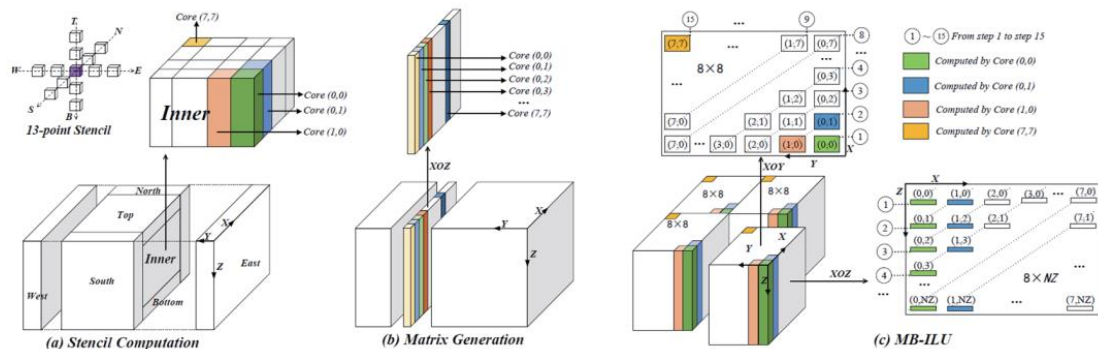 T
N
W
E
S
B
13-point Stencil
Core (7,7)
Inner
Core (0,0)
Core (0,1)
Core (1,0)
North
Top
X
Y
Inner
Z
East
West
South
Bottom
(a) Stencil Computation
Core (0,0)
Core (0,1)
Core (0,2)
Core (0,3)
...
Core (7,7)
XOZ
X
Y
Z
(b) Matrix Generation
15 ... 9
(7,7) ... (1,7) (0,7) 8
8×8 ... ...
(0,3) 4
(1,2) (0,2) 3
(7,0) (2,1) (1,1) (0,1) 2
(7,0) ... (3,0) (2,0) (1,0) (0,0) 1
X
Y
XOY
1 ~ 15 From step 1 to step 15
Computed by Core (0,0)
Computed by Core (0,1)
Computed by Core (1,0)
Computed by Core (7,7)
8×8 8×8
8×8
X
Y
Z
XOZ
Z X
1 (0,0) (1,0) (2,0) (3,0) ... (7,0)
2 (0,1) (1,2) (2,1) (7,1)
3 (0,2) (1,3)
4 (0,3) ...
... 8×NZ
(0,NZ) (1,NZ) ... (7,NZ)
(c) MB-ILU